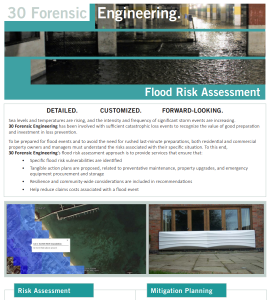 30 Forensic Engineering.
Flood Risk Assessment
DETAILED. CUSTOMIZED. FORWARD-LOOKING.
Sea levels and temperatures are rising, and the intensity and frequency of significant storm events are increasing.
30 Forensic Engineering has been involved with sufficient catastrophic loss events to recognize the value of good preparation
and investment in loss prevention.
To be prepared for flood events and to avoid the need for rushed last-minute preparations, both residential and commercial
property owners and managers must understand the risks associated with their specific situation. To this end,
30 Forensic Engineering's flood risk assessment approach is to provide services that ensure that:
• Specific flood risk vulnerabilities are identified
• Tangible action plans are proposed, related to preventative maintenance, property upgrades, and emergency
equipment procurement and storage
• Resilience and community-wide considerations are included in recommendations
• Help reduce claims costs associated with a flood event
Risk Assessment
Mitigation Planning